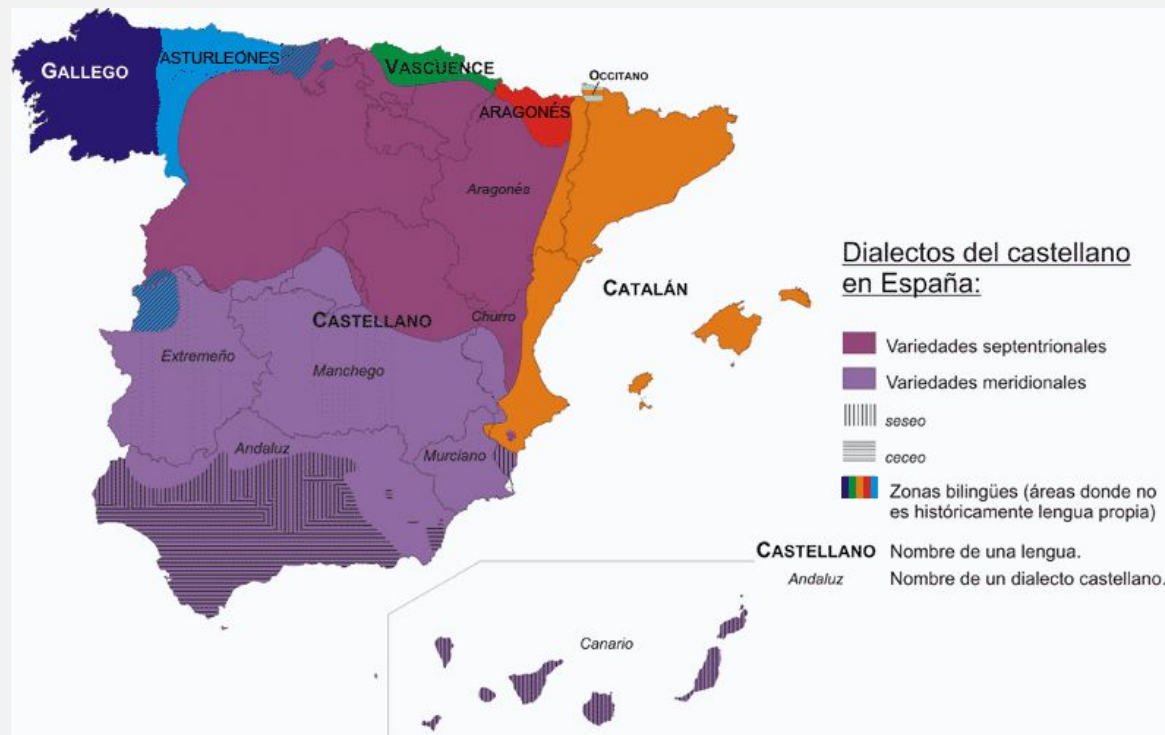 GALLEGO
ASTURLEONES
VASCUENCE
OCCITANO
ARAGONÉS
Aragonés
CATALÁN
CASTELLANO
Churro
Extremeño
Manchego
Andaluz
Murciano
Canario
Dialectos del castellano
en España:
Variedades septentrionales
Variedades meridionales
seseo
ceceo
Zonas bilingües (áreas donde no
es históricamente lengua propia)
CASTELLANO Nombre de una lengua.
Andaluz Nombre de un dialecto castellano.